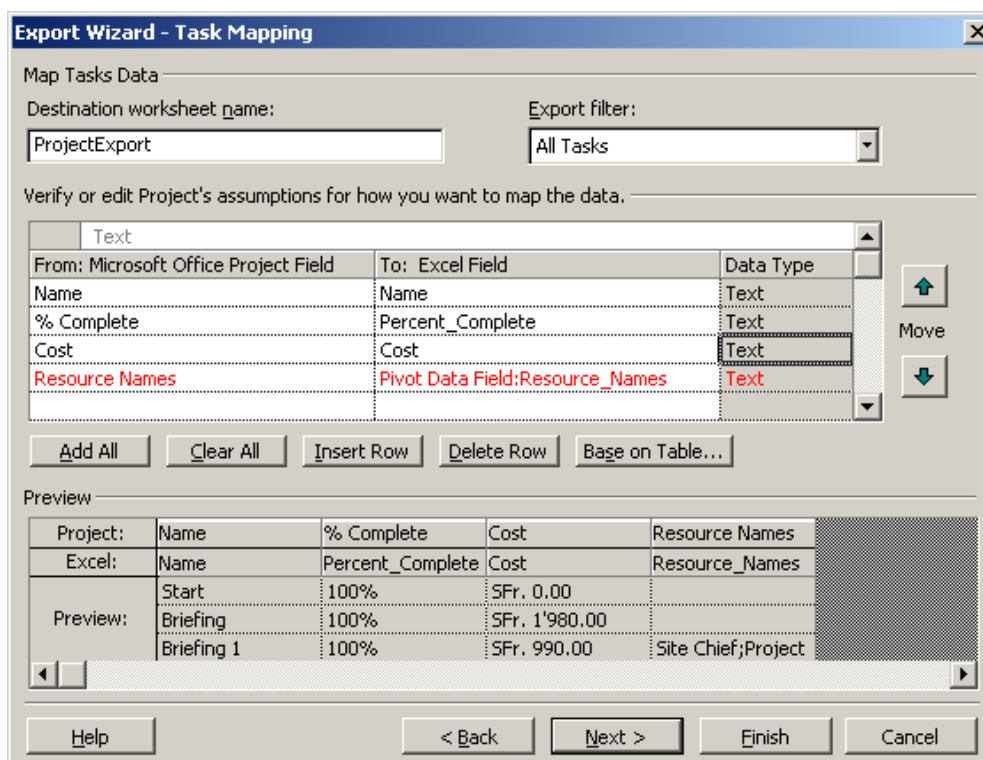 Export Wizard - Task Mapping
Map Tasks Data
Destination worksheet name: Export filter:
ProjectExport All Tasks
Verify or edit Project's assumptions for how you want to map the data.
Text
From: Microsoft Office Project Field To: Excel Field Data Type
Name Name Text
% Complete Percent_Complete Text
Move
Cost Cost Text
Resource Names Pivot Data Field:Resource_Names Text
Add All Clear All Insert Row Delete Row Base on Table...
Preview
Project: Name % Complete Cost Resource Names
Excel: Name Percent_Complete Cost Resource_Names
Start 100% SFr. 0.00
Preview: Briefing 100% SFr. 1'980.00
Briefing 1 100% SFr. 990.00 Site Chief;Project
Help < Back Next > Finish Cancel